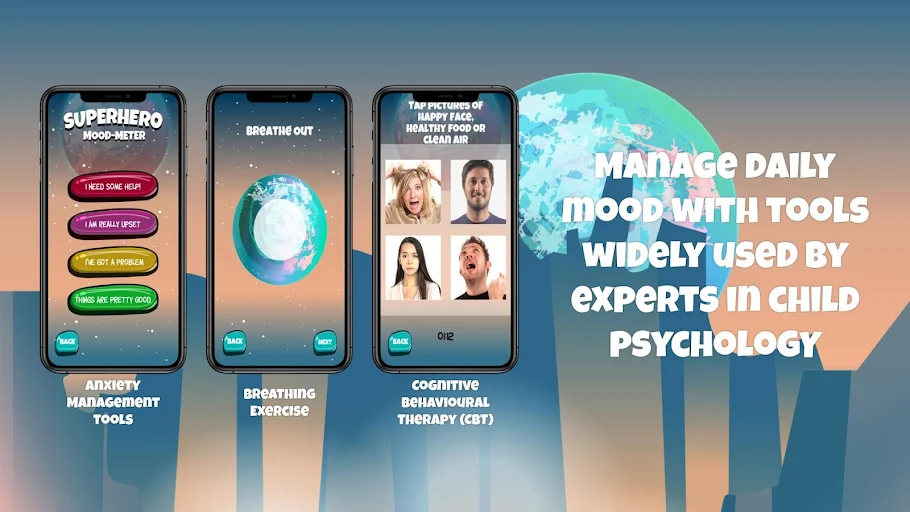 SUPERHERO
MOOD-METER
I NEED SOME HELP!
I AM REALLY UPSET
I'VE GOT A PROBLEM
THINGS ARE PRETTY GOOD
BACK
ANXIETY
MANAGEMENT
TOOLS
BREATHE OUT
BACK
NEXT
BREATHING
EXERCISE
TAP PICTURES OF
HAPPY FACE,
HEALTHY FOOD OR
CLEAN AIR
BACK
0:12
COGNITIVE
BEHAVIOURAL
THERAPY (CBT)
MANAGE DAILY
MOOD WITH TOOLS
WIDELY USED BY
EXPERTS IN CHILD
PSYCHOLOGY